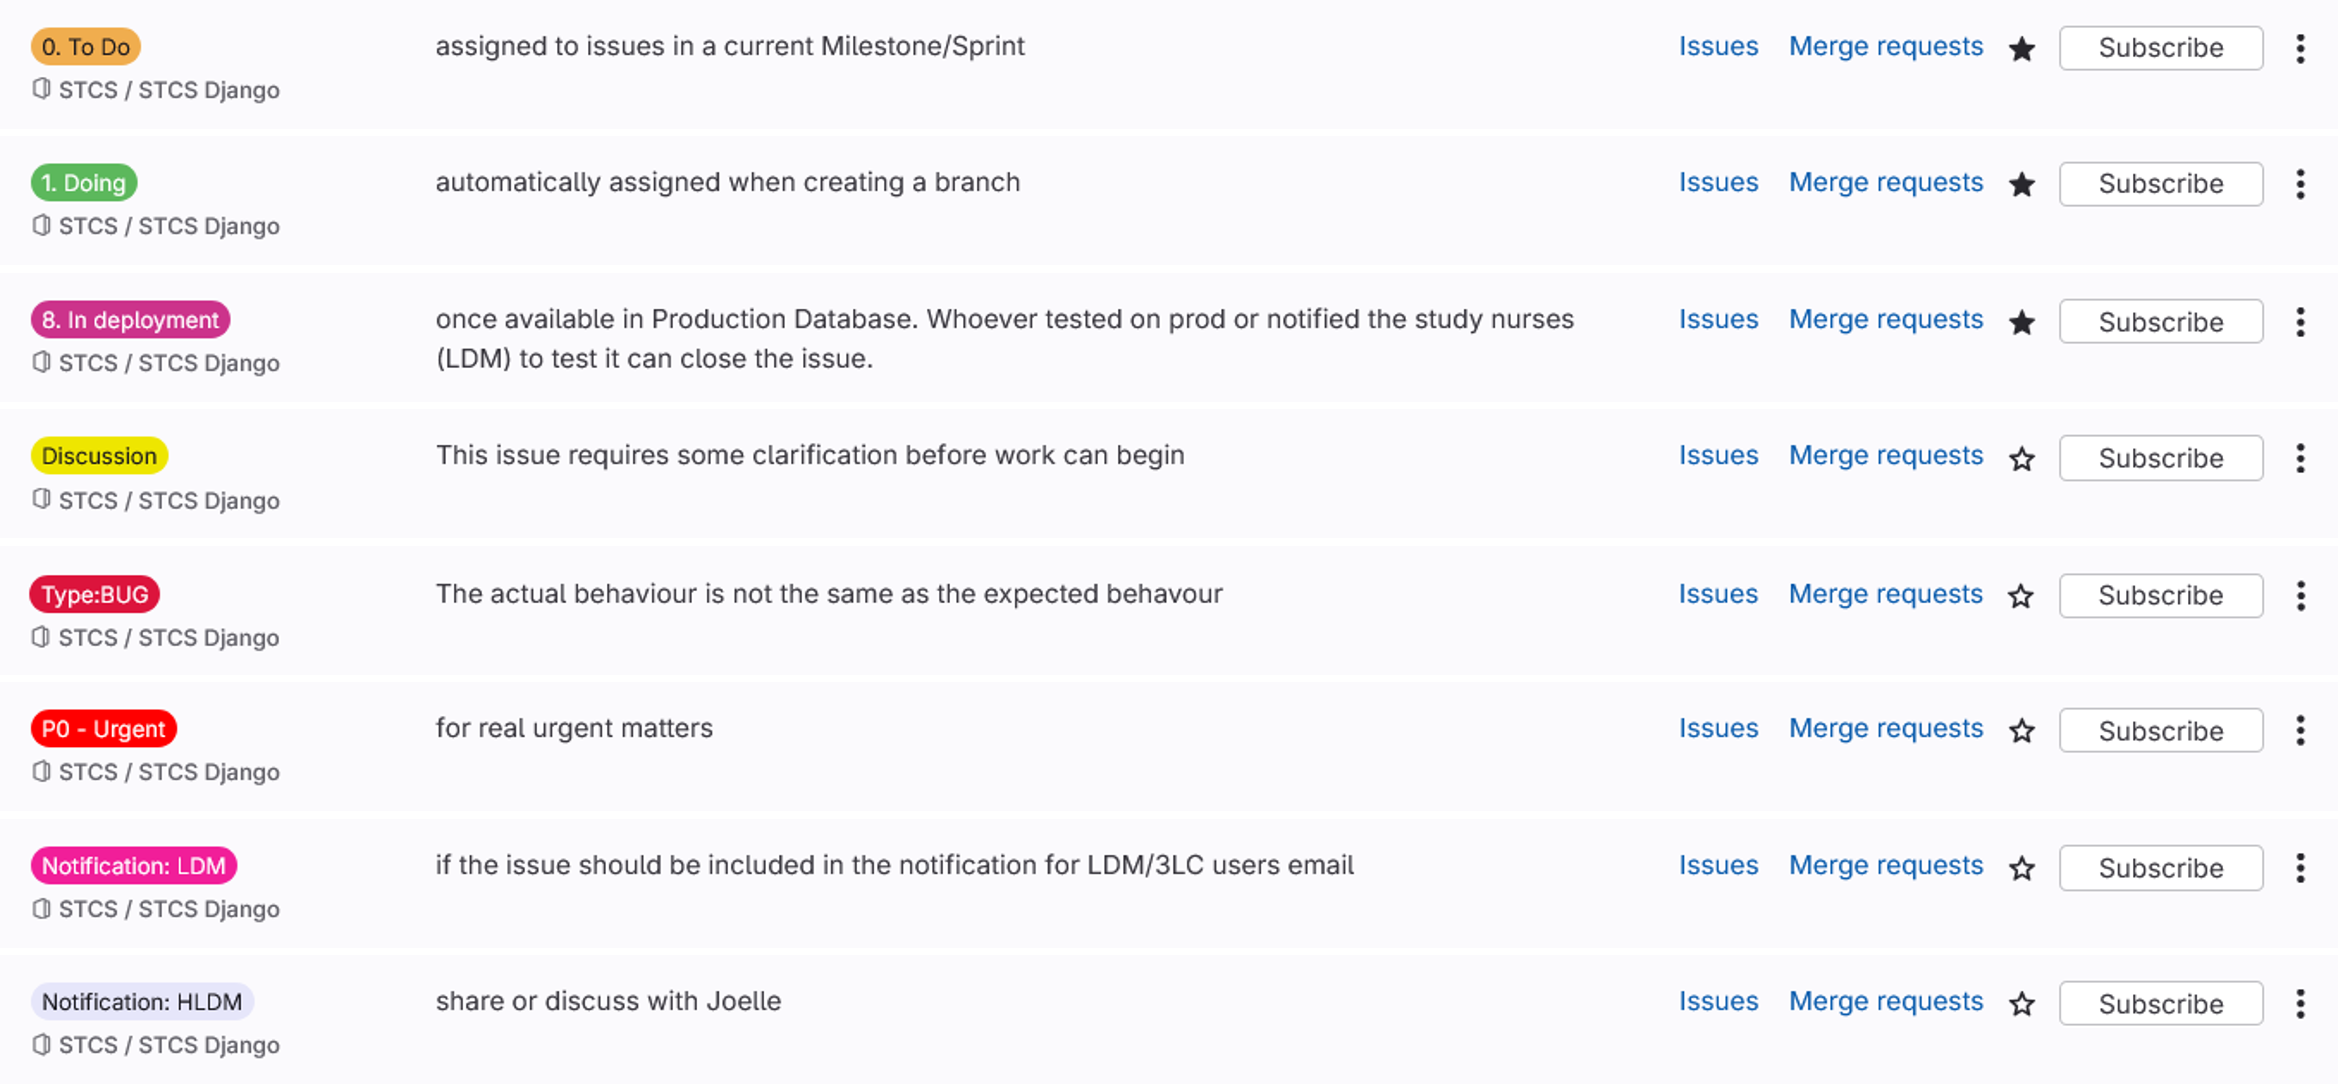 0. To Do assigned to issues in a current Milestone/Sprint Issues Merge requests Subscribe
STCS / STCS Django
1. Doing automatically assigned when creating a branch Issues Merge requests Subscribe
STCS / STCS Django
8. In deployment once available in Production Database. Whoever tested on prod or notified the study nurses Issues Merge requests Subscribe
(LDM) to test it can close the issue.
STCS / STCS Django
Discussion This issue requires some clarification before work can begin Issues Merge requests Subscribe
STCS / STCS Django
Type:BUG The actual behaviour is not the same as the expected behavour Issues Merge requests Subscribe
STCS / STCS Django
P0 - Urgent for real urgent matters Issues Merge requests Subscribe
STCS / STCS Django
Notification: LDM if the issue should be included in the notification for LDM/3LC users email Issues Merge requests Subscribe
STCS / STCS Django
Notification: HLDM share or discuss with Joelle Issues Merge requests Subscribe
STCS / STCS Django